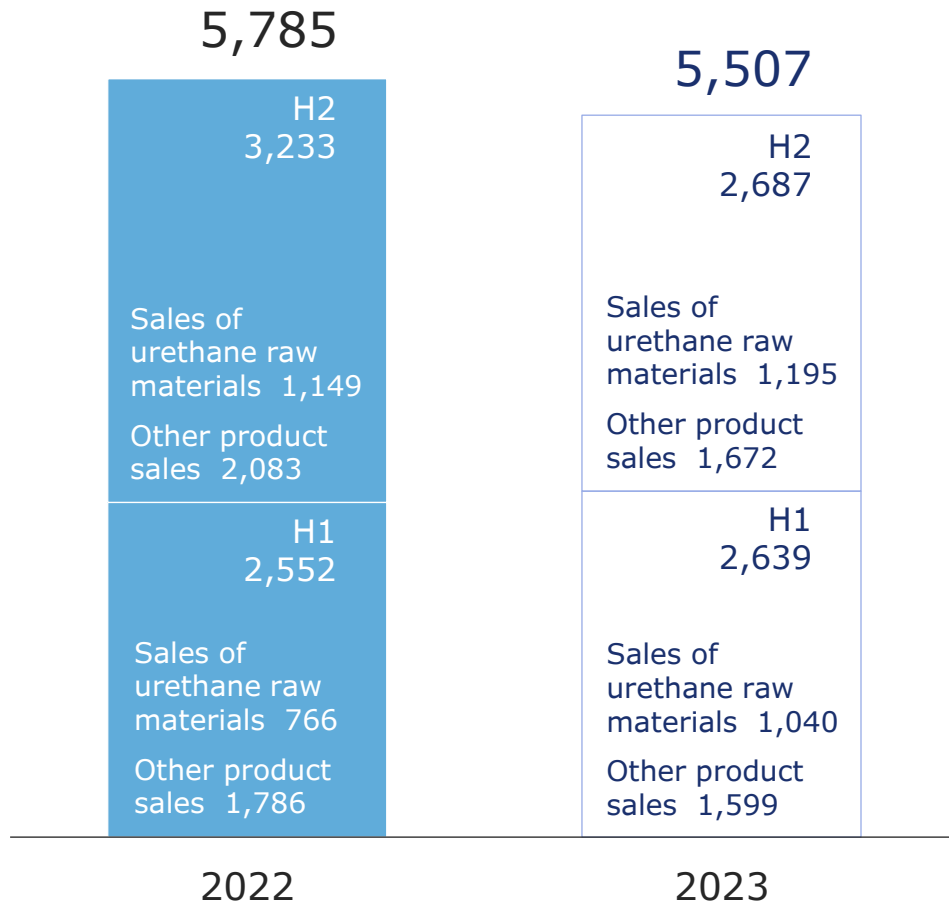 5,785
H2
3,233
Sales of
urethane raw
materials 1,149
Other product
sales 2,083
H1
2,552
Sales of
urethane raw
materials 766
Other product
sales 1,786
2022
5,507
H2
2,687
Sales of
urethane raw
materials 1,195
Other product
sales 1,672
H1
2,639
Sales of
urethane raw
materials 1,040
Other product
sales 1,599
2023